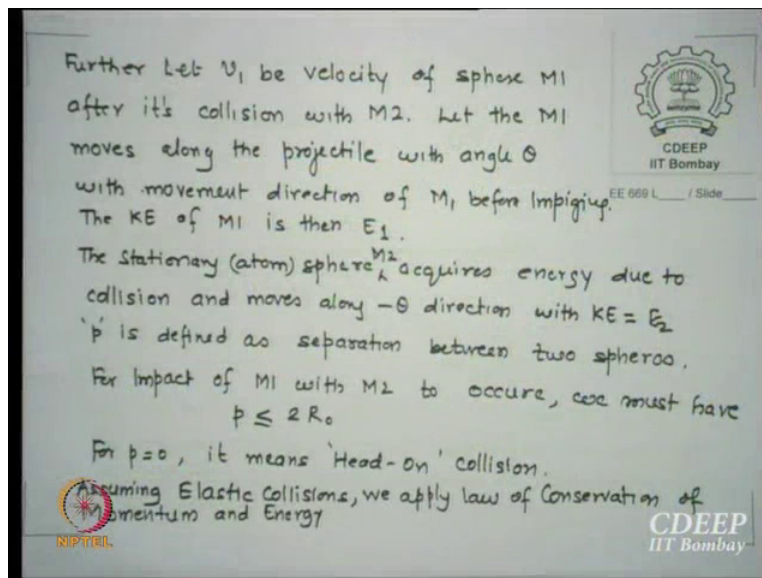 Further Let v₁ be velocity of sphere M1
after it's collision with M2. Let the M1
moves along the projectile with angle θ
with movement direction of M₁ before Impiging.
The KE of M1 is then E₁.
The Stationary (atom) sphere M2 acquires energy due to
collision and moves along -θ direction with KE = E₂
'p' is defined as separation between two spheres.
For Impact of M1 with M2 to occure, we must have
p ≤ 2 R₀
For p=0, it means 'Head-On' collision.
Assuming Elastic Collisions, we apply law of Conservation of
Momentum and Energy
CDEEP
IIT Bombay
EE 669 L___ / Slide___
NPTEL
CDEEP
IIT Bombay